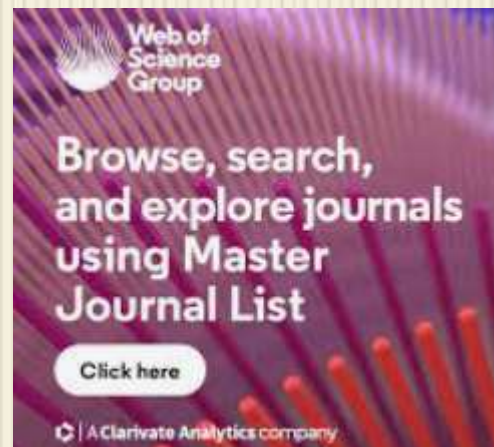 Web of
Science
Group
Browse, search,
and explore journals
using Master
Journal List
Click here
A Clarivate Analytics company